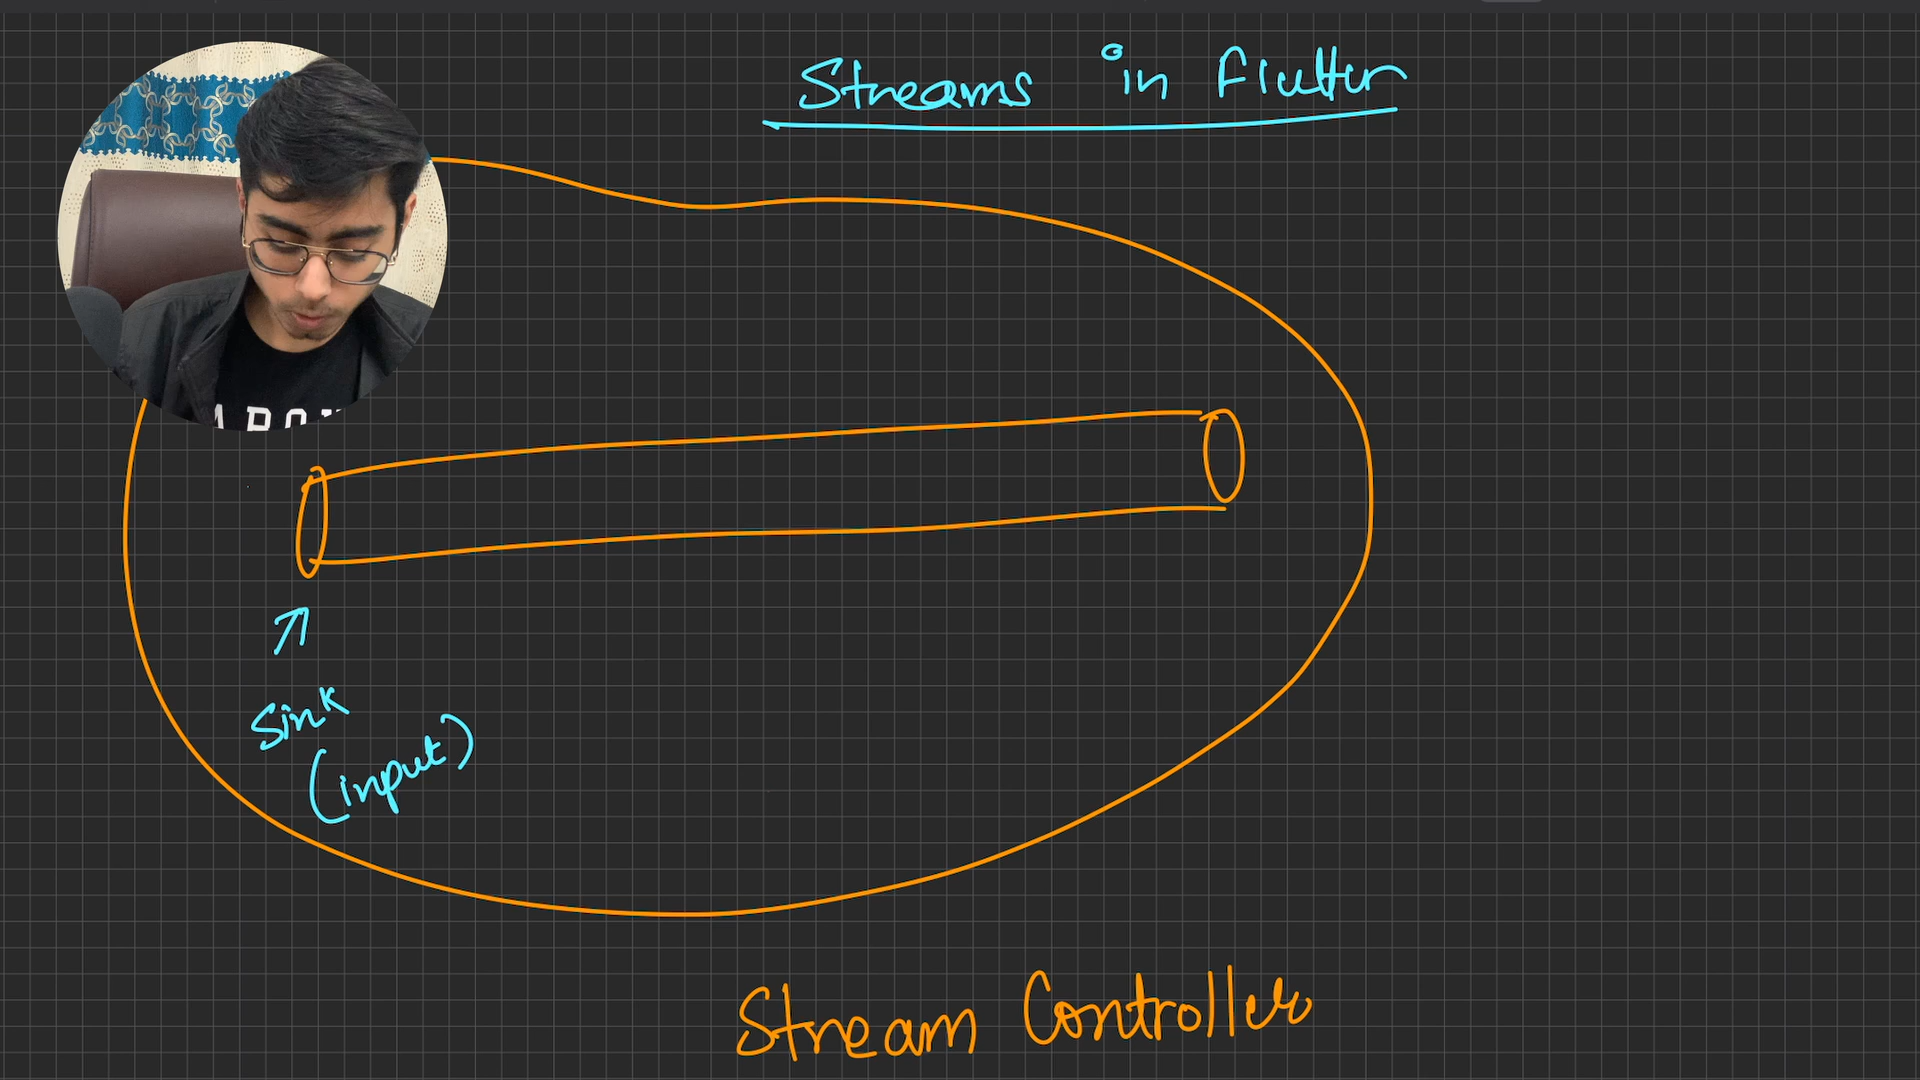 Streams in Flutter
Sink
(input)
Stream Controller